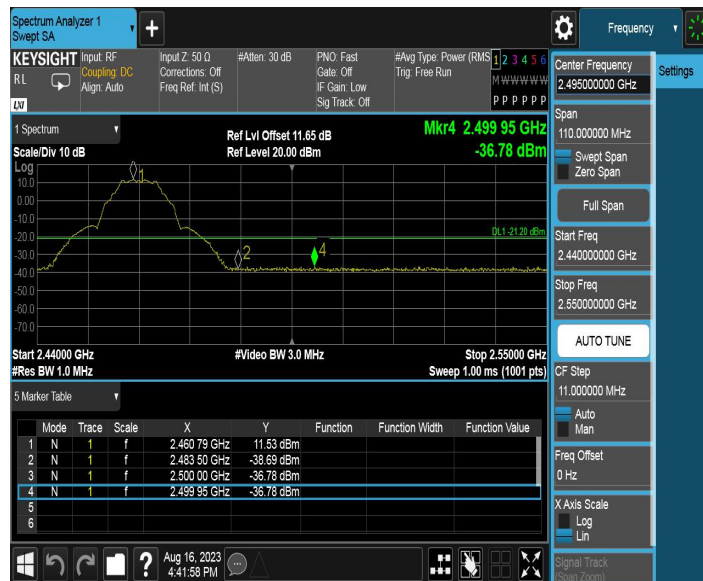 Spectrum Analyzer 1
Swept SA
+
Frequency
KEYSIGHT
RL
LXI
Input: RF
Coupling: DC
Align: Auto
Input Z: 50 Ω
Corrections: Off
Freq Ref: Int (S)
#Atten: 30 dB
PNO: Fast
Gate: Off
IF Gain: Low
Sig Track: Off
#Avg Type: Power (RMS
Trig: Free Run
1 2 3 4 5 6
M W W W W W
P P P P P P
1 Spectrum
Scale/Div 10 dB
Ref Lvl Offset 11.65 dB
Ref Level 20.00 dBm
Mkr4 2.499 95 GHz
-36.78 dBm
Log
10.0
0.00
-10.0
-20.0
-30.0
-40.0
-50.0
-60.0
-70.0
1
2
4
DL1 -21.20 dBm
Start 2.44000 GHz
#Res BW 1.0 MHz
#Video BW 3.0 MHz
Stop 2.55000 GHz
Sweep 1.00 ms (1001 pts)
5 Marker Table
Mode Trace Scale X Y Function Function Width Function Value
1 N 1 f 2.460 79 GHz 11.53 dBm
2 N 1 f 2.483 50 GHz -38.69 dBm
3 N 1 f 2.500 00 GHz -36.78 dBm
4 N 1 f 2.499 95 GHz -36.78 dBm
5
6
Aug 16, 2023
4:41:58 PM
Center Frequency
2.495000000 GHz
Settings
Span
110.000000 MHz
Swept Span
Zero Span
Full Span
Start Freq
2.440000000 GHz
Stop Freq
2.550000000 GHz
AUTO TUNE
CF Step
11.000000 MHz
Auto
Man
Freq Offset
0 Hz
X Axis Scale
Log
Lin
Signal Track
(Span Zoom)